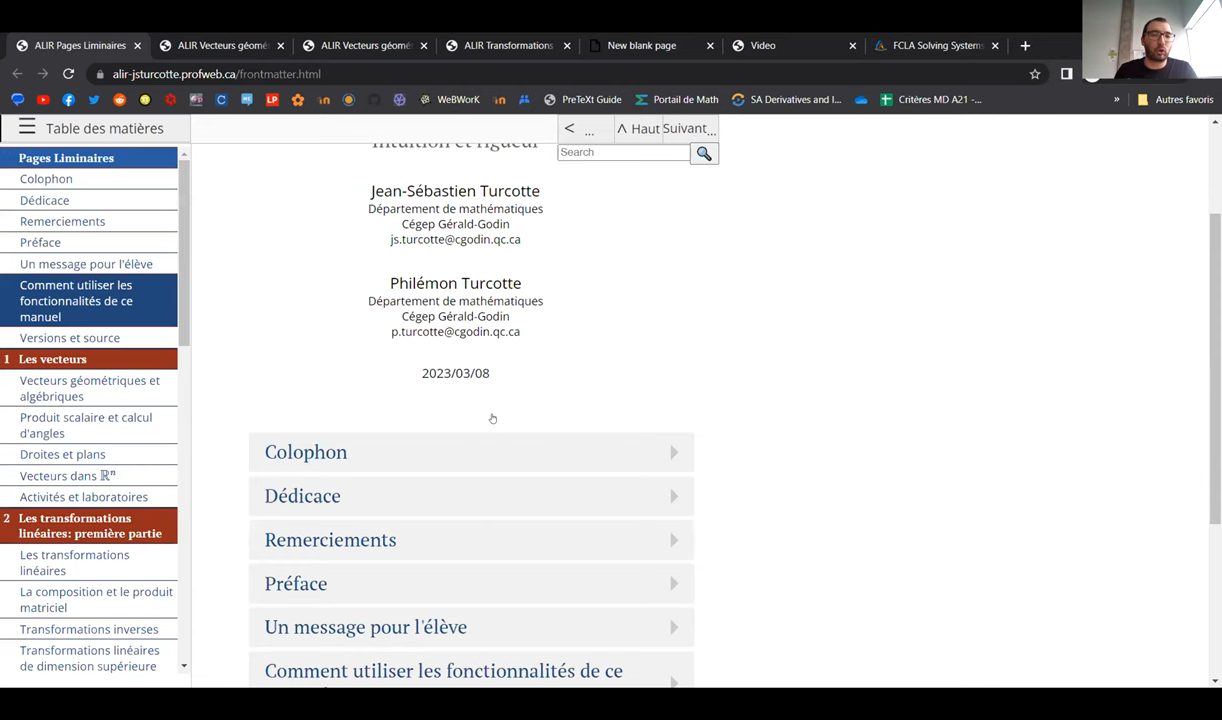 ALIR Pages Liminaires
ALIR Vecteurs géomé
ALIR Vecteurs géomé
ALIR Transformations
New blank page
Video
FCLA Solving System
alir-jsturcotte.profweb.ca/frontmatter.html
WeBWorK
PreTeXt Guide
Portail de Math
SA Derivatives and I...
Critères MD A21 -...
»
Autres favoris
Table des matières
< ...
Haut
Suivant...
Intuition et rigueur
Search
Pages Liminaires
Colophon
Dédicace
Remerciements
Préface
Un message pour l'élève
Comment utiliser les
fonctionnalités de ce
manuel
Versions et source
1 Les vecteurs
Vecteurs géométriques et
algébriques
Produit scalaire et calcul
d'angles
Droites et plans
Vecteurs dans ℝⁿ
Activités et laboratoires
2 Les transformations
linéaires: première partie
Les transformations
linéaires
La composition et le produit
matriciel
Transformations inverses
Transformations linéaires
de dimension supérieure
Jean-Sébastien Turcotte
Département de mathématiques
Cégep Gérald-Godin
js.turcotte@cgodin.qc.ca
Philémon Turcotte
Département de mathématiques
Cégep Gérald-Godin
p.turcotte@cgodin.qc.ca
2023/03/08
Colophon
Dédicace
Remerciements
Préface
Un message pour l'élève
Comment utiliser les fonctionnalités de ce